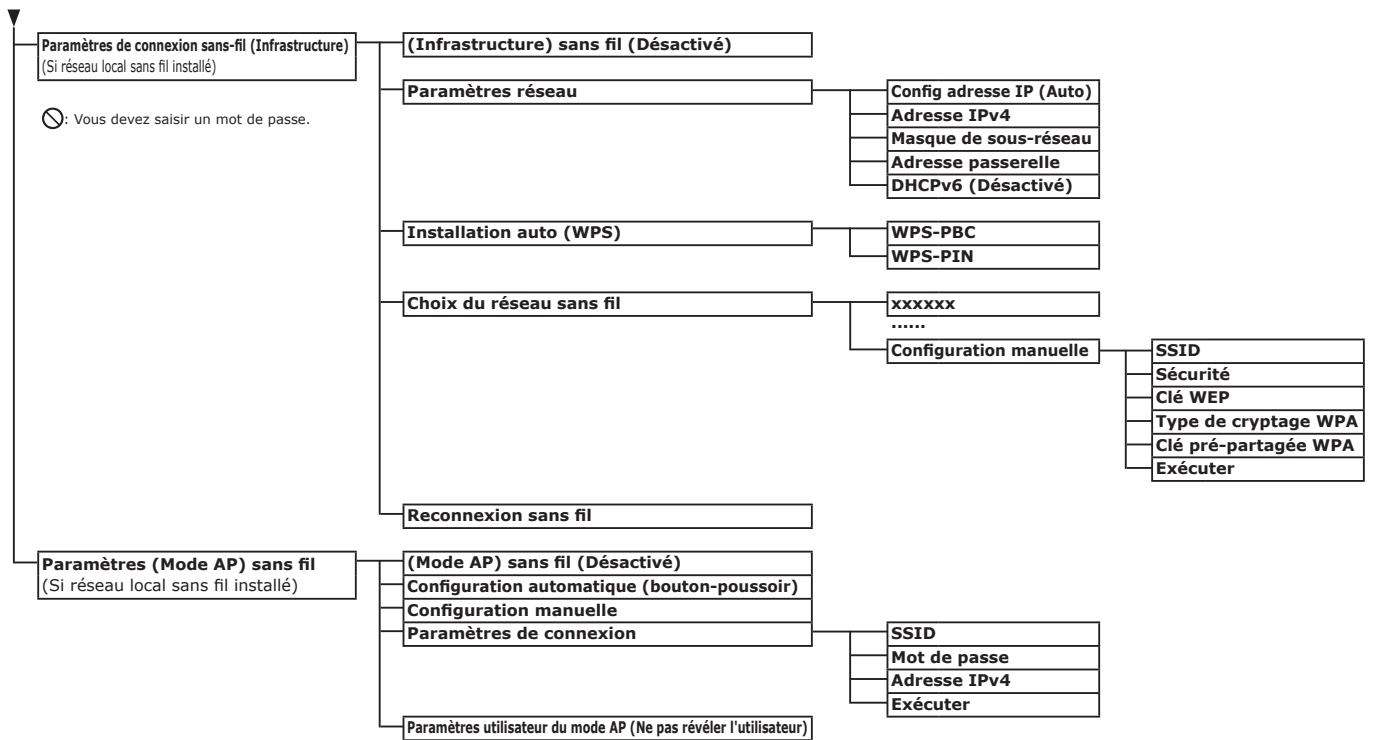 Paramètres de connexion sans-fil (Infrastructure)
(Si réseau local sans fil installé)
: Vous devez saisir un mot de passe.
(Infrastructure) sans fil (Désactivé)
Paramètres réseau
Config adresse IP (Auto)
Adresse IPv4
Masque de sous-réseau
Adresse passerelle
DHCPv6 (Désactivé)
Installation auto (WPS)
WPS-PBC
WPS-PIN
Choix du réseau sans fil
xxxxxx
......
Configuration manuelle
SSID
Sécurité
Clé WEP
Type de cryptage WPA
Clé pré-partagée WPA
Exécuter
Reconnexion sans fil
Paramètres (Mode AP) sans fil
(Si réseau local sans fil installé)
(Mode AP) sans fil (Désactivé)
Configuration automatique (bouton-poussoir)
Configuration manuelle
Paramètres de connexion
SSID
Mot de passe
Adresse IPv4
Exécuter
Paramètres utilisateur du mode AP (Ne pas révéler l'utilisateur)